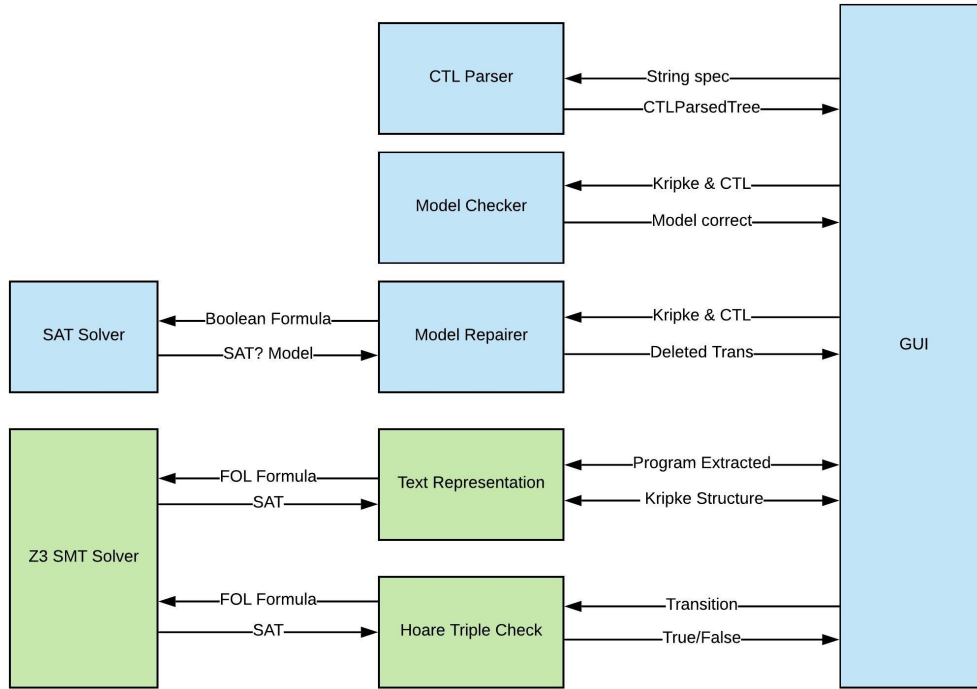 CTL Parser
String spec
CTLParsedTree
Model Checker
Kripke & CTL
Model correct
SAT Solver
Boolean Formula
SAT? Model
Model Repairer
Kripke & CTL
Deleted Trans
GUI
Z3 SMT Solver
FOL Formula
SAT
Text Representation
Program Extracted
Kripke Structure
FOL Formula
SAT
Hoare Triple Check
Transition
True/False